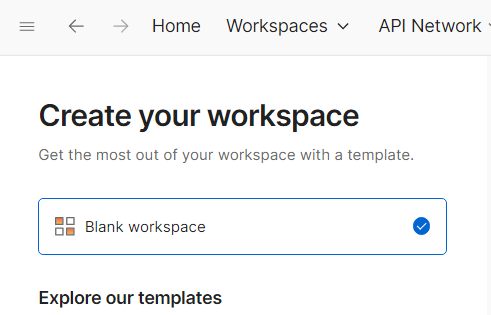 Home Workspaces API Network
Create your workspace
Get the most out of your workspace with a template.
Blank workspace
Explore our templates